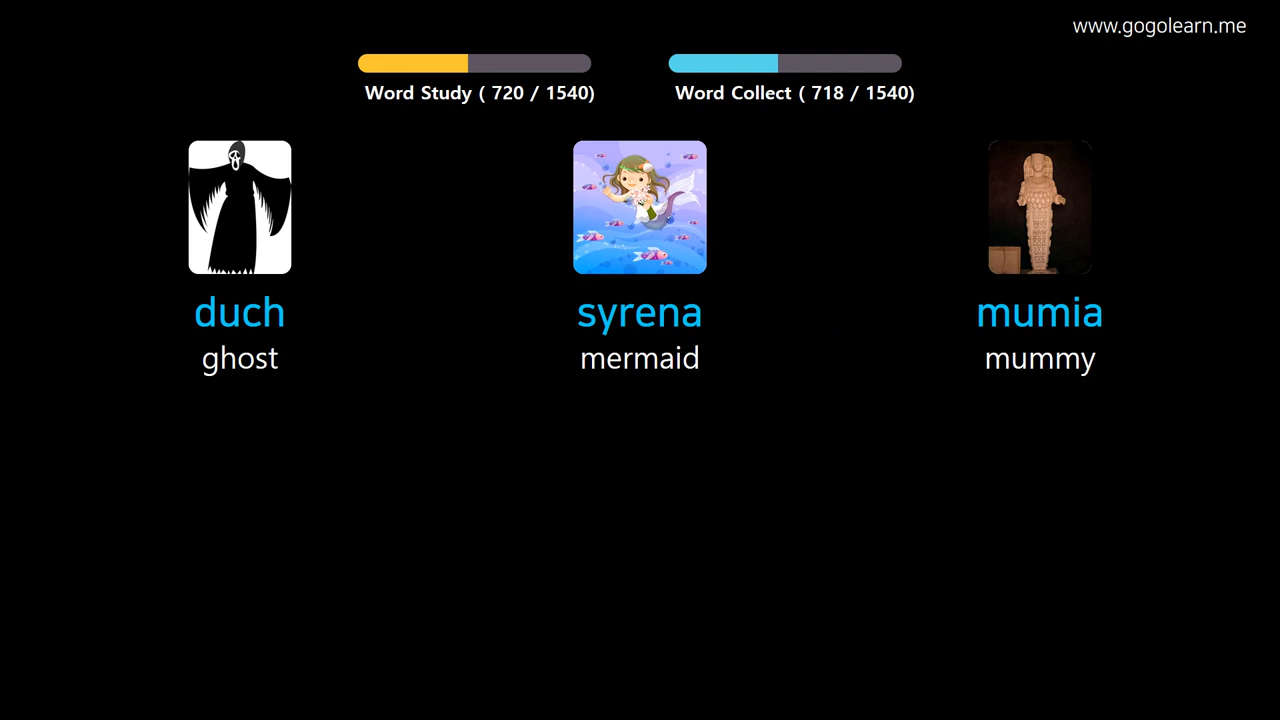 www.gogolearn.me
Word Study ( 720 / 1540)
Word Collect ( 718 / 1540)
duch
syrena
mumia
ghost
mermaid
mummy